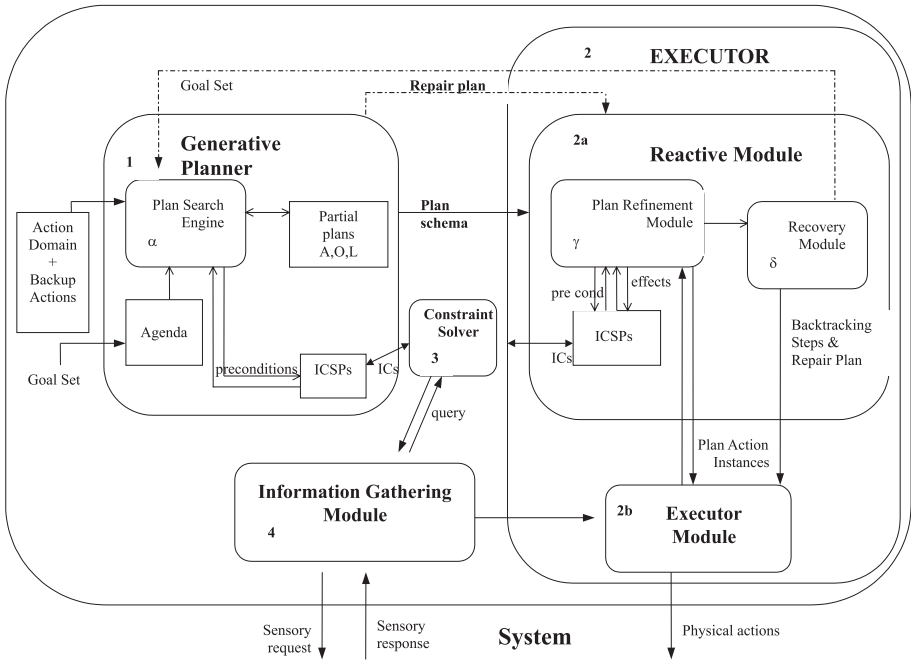 2
EXECUTOR
Goal Set
Repair plan
1
Generative
Planner
2a
Reactive Module
Plan Search
Engine
α
Partial
plans
A,O,L
Plan
schema
Plan Refinement
Module
γ
Recovery
Module
δ
Action
Domain
+
Backup
Actions
pre cond
effects
Agenda
Constraint
Solver
3
ICSPs
ICs
Backtracking
Steps &
Repair Plan
Goal Set
preconditions
ICSPs
ICs
query
Plan Action
Instances
Information Gathering
Module
4
2b
Executor
Module
Sensory
request
Sensory
response
System
Physical actions